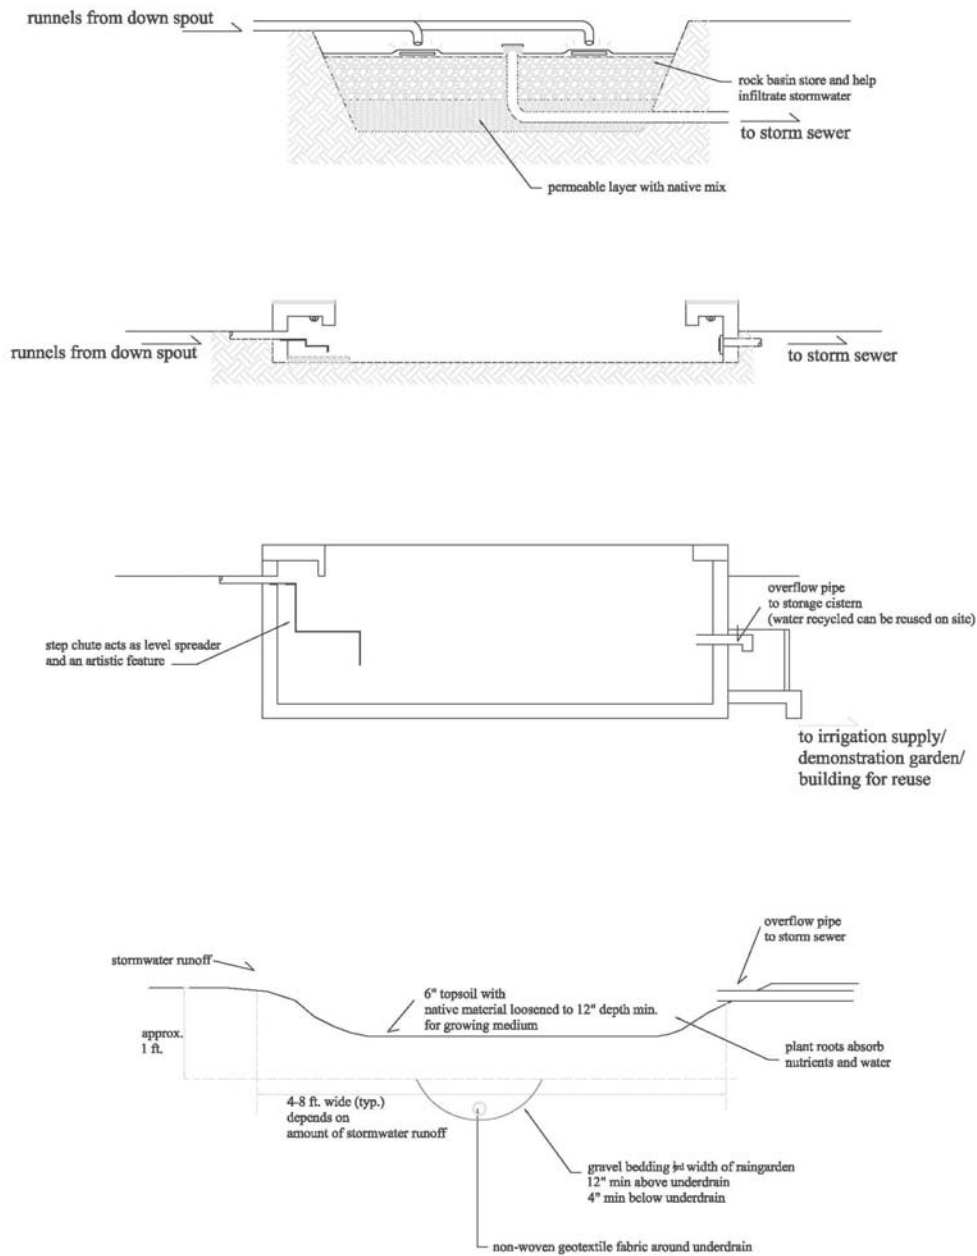 runnels from down spout
rock basin store and help
infiltrate stormwater
to storm sewer
permeable layer with native mix
runnels from down spout
to storm sewer
overflow pipe
to storage cistern
(water recycled can be reused on site)
step chute acts as level spreader
and an artistic feature
to irrigation supply/
demonstration garden/
building for reuse
overflow pipe
to storm sewer
stormwater runoff
6" topsoil with
native material loosened to 12" depth min.
for growing medium
approx.
1 ft.
plant roots absorb
nutrients and water
4-8 ft. wide (typ.)
depends on
amount of stormwater runoff
gravel bedding width of raingarden
12" min above underdrain
4" min below underdrain
non-woven geotextile fabric around underdrain